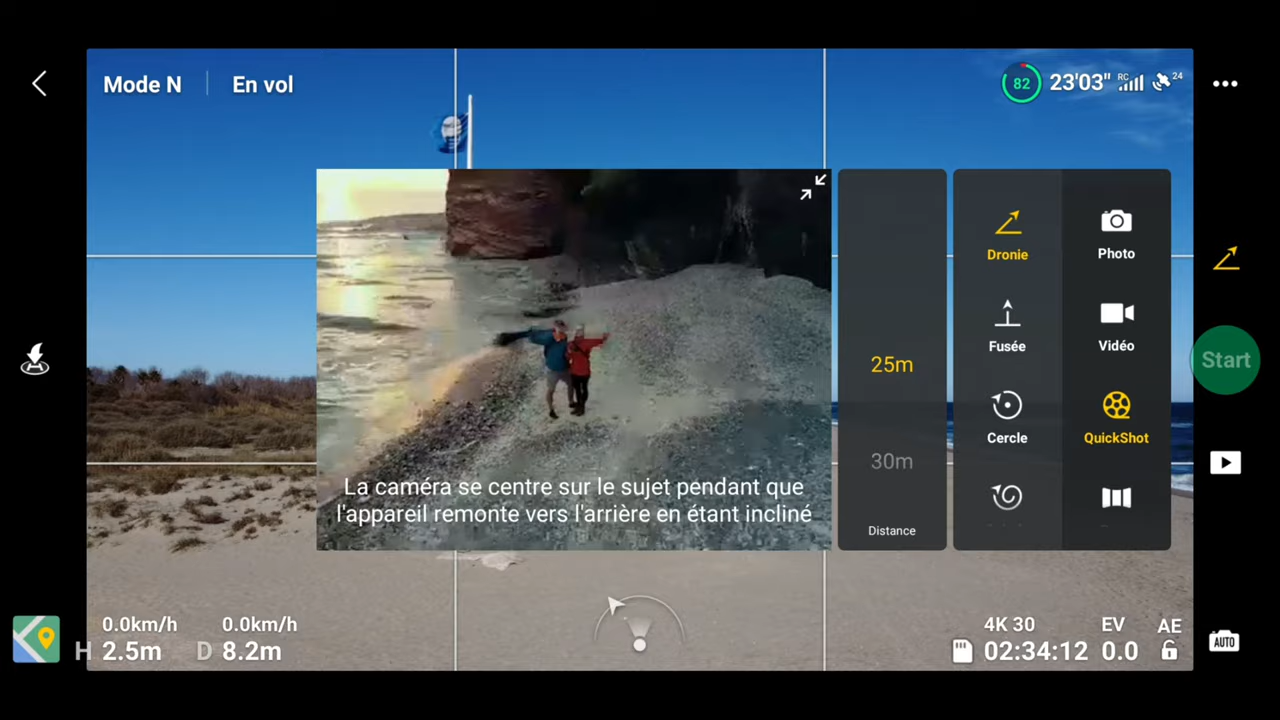 Mode N
En vol
82
23'03"
RC
24
Dronie
Photo
Fusée
Vidéo
Start
25m
Cercle
QuickShot
30m
La caméra se centre sur le sujet pendant que
l'appareil remonte vers l'arrière en étant incliné
Distance
0.0km/h
0.0km/h
H 2.5m
D 8.2m
4K 30
EV
AE
02:34:12
0.0
AUTO